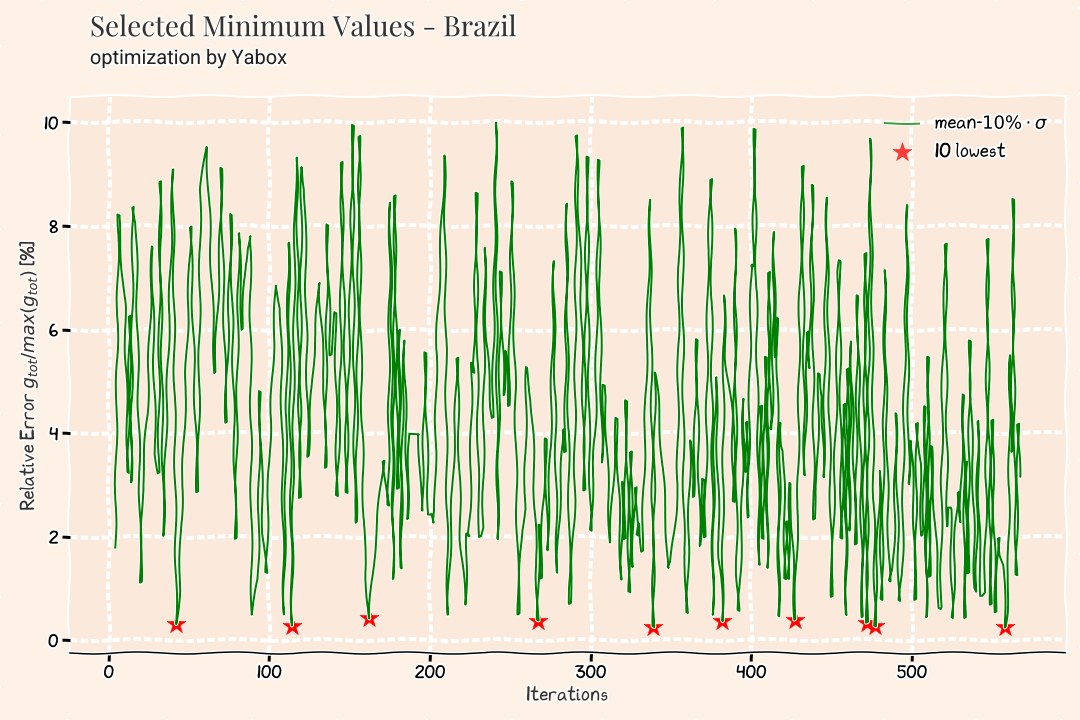 Selected Minimum Values - Brazil
optimization by Yabox
mean-10% · σ
10 lowest
Relative Error g_tot/max(g_tot) [%]
10
8
6
4
2
0
0 100 200 300 400 500
Iterations